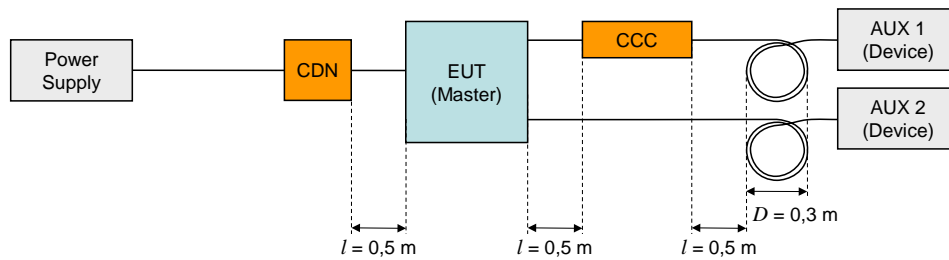 Power
Supply
CDN
EUT
(Master)
CCC
AUX 1
(Device)
AUX 2
(Device)
l = 0,5 m
l = 0,5 m
l = 0,5 m
D = 0,3 m